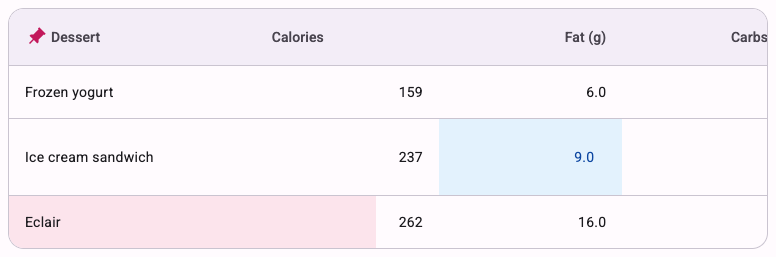 Dessert Calories Fat (g) Carbs
Frozen yogurt 159 6.0
Ice cream sandwich 237 9.0
Eclair 262 16.0